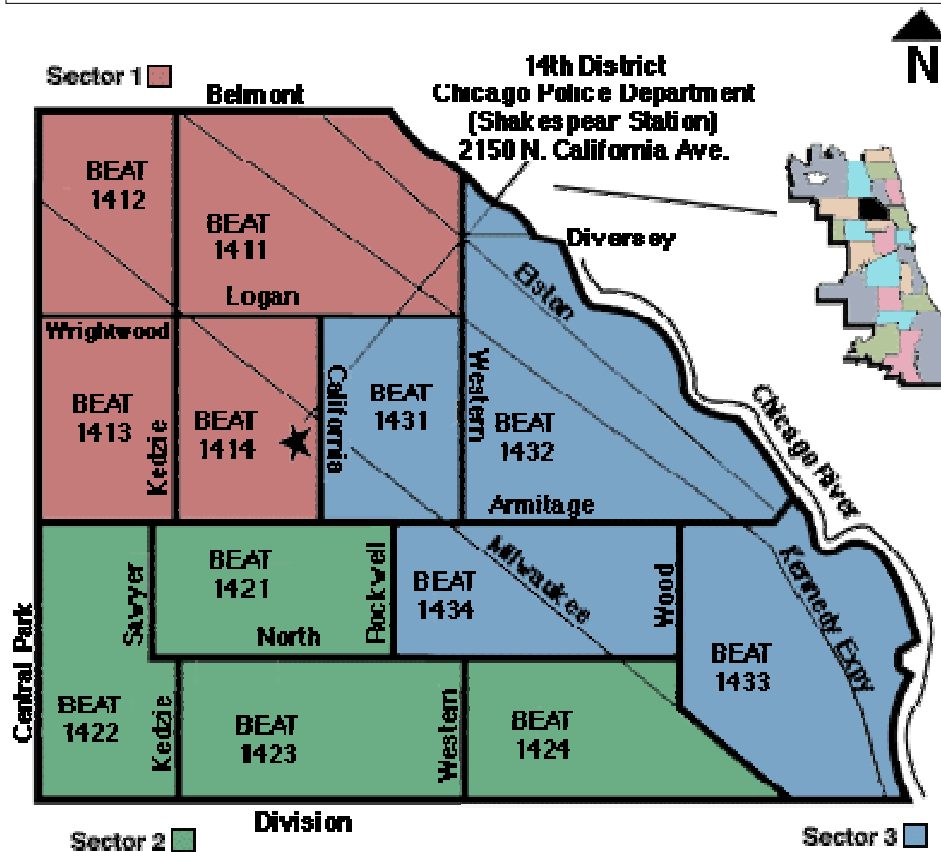 N
Sector 1
14th District
Chicago Police Department
(Shakespear Station)
2150 N. California Ave.
Belmont
BEAT
1412
BEAT
1411
Diversey
Elston
Logan
Wrightwood
BEAT
1413
Kedzie
BEAT
1414
California
BEAT
1431
Western
BEAT
1432
Chicago River
Armitage
Central Park
Sawyer
BEAT
1421
Rockwell
BEAT
1434
Milwaukee
Wood
Kennedy Expy
North
BEAT
1433
BEAT
1422
Kedzie
BEAT
1423
Western
BEAT
1424
Division
Sector 2
Sector 3